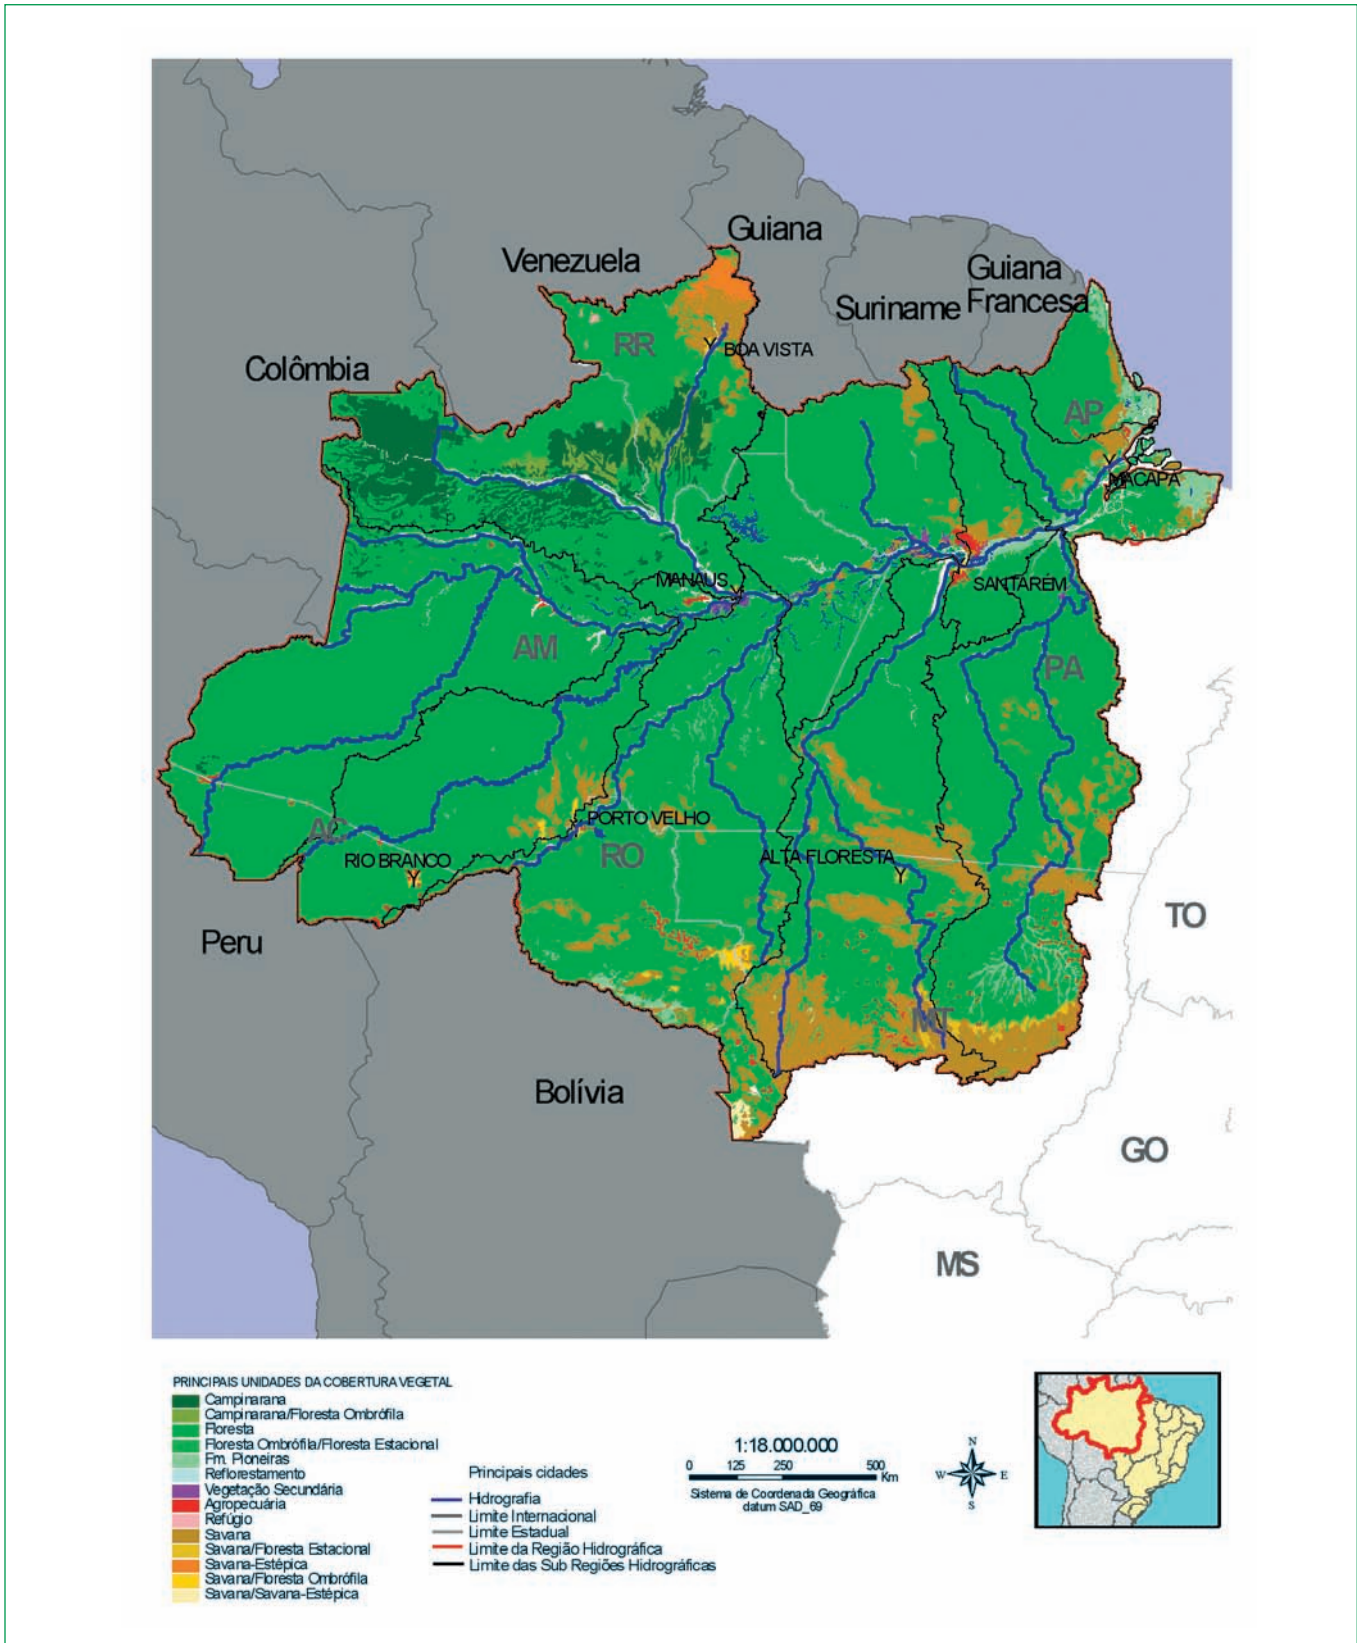 Guiana
Venezuela
Guiana
Francesa
Suriname
RR
BOA VISTA
Colômbia
AP
MACAPÁ
MANAUS
SANTARÉM
AM
PA
PORTO VELHO
AC
RO
RIO BRANCO
ALTA FLORESTA
TO
Peru
MT
Bolívia
GO
MS
PRINCIPAIS UNIDADES DA COBERTURA VEGETAL
Campinarana
Campinarana/Floresta Ombrófila
Floresta
Floresta Ombrófila/Floresta Estacional
Fm. Pioneiras
Reflorestamento
Vegetação Secundária
Agropecuária
Refúgio
Savana
Savana/Floresta Estacional
Savana-Estépica
Savana/Floresta Ombrófila
Savana/Savana-Estépica
Principais cidades
Hidrografia
Limite Internacional
Limite Estadual
Limite da Região Hidrográfica
Limite das Sub Regiões Hidrográficas
1:18.000.000
0 125 250 500
Km
Sistema de Coordenada Geográfica
datum SAD_69
N
W E
S